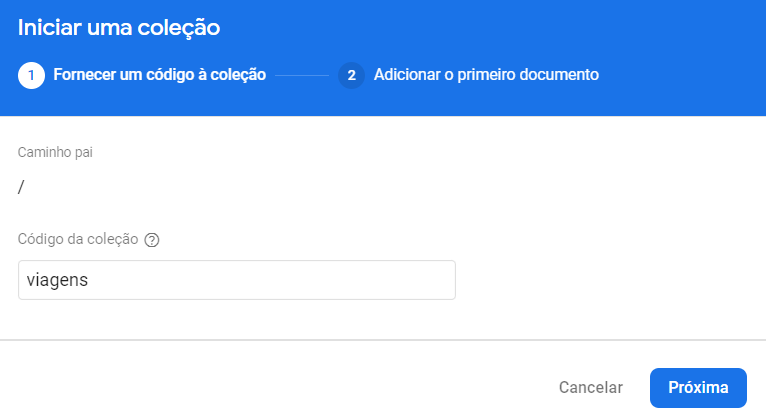 Iniciar uma coleção
1 Fornecer um código à coleção 2 Adicionar o primeiro documento
Caminho pai
/
Código da coleção ?
viagens
Cancelar Próxima